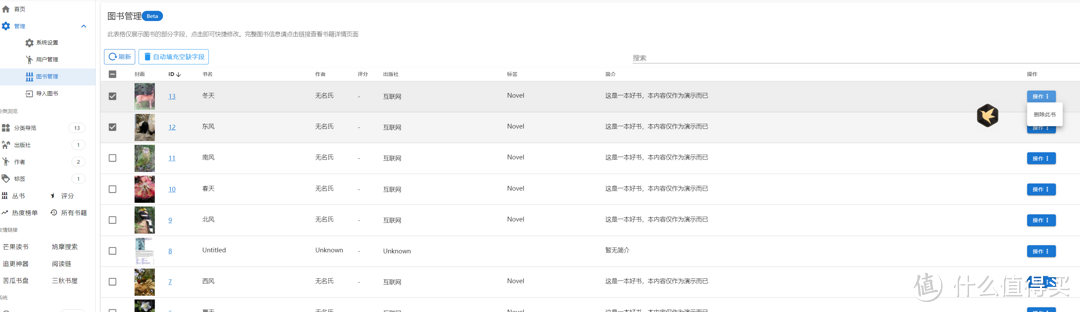 首页
管理
系统设置
用户管理
图书管理
导入图书
分类导览 13
出版社 1
作者 2
标签 1
丛书 评分
热度榜单 所有书籍
友情链接
芒果读书 鸠摩搜索
追更神器 阅读链
苦瓜书盘 三秋书屋
图书管理 Beta
此表格仅展示图书的部分字段，点击即可快捷修改。完整图书信息请点击链接查看书籍详情页面
刷新 自动填充空缺字段 搜索
封面 ID 书名 作者 评分 出版社 标签 简介 操作
13 冬天 无名氏 - 互联网 Novel 这是一本好书，本内容仅作为演示而已 操作
删除此书
12 东风 无名氏 - 互联网 Novel 这是一本好书，本内容仅作为演示而已 操作
11 南风 无名氏 - 互联网 Novel 这是一本好书，本内容仅作为演示而已 操作
10 春天 无名氏 - 互联网 Novel 这是一本好书，本内容仅作为演示而已 操作
9 北风 无名氏 - 互联网 Novel 这是一本好书，本内容仅作为演示而已 操作
8 Untitled Unknown - Unknown 暂无简介 操作
7 西风 无名氏 - 互联网 Novel 这是一本好书，本内容仅作为演示而已
值 什么值得买